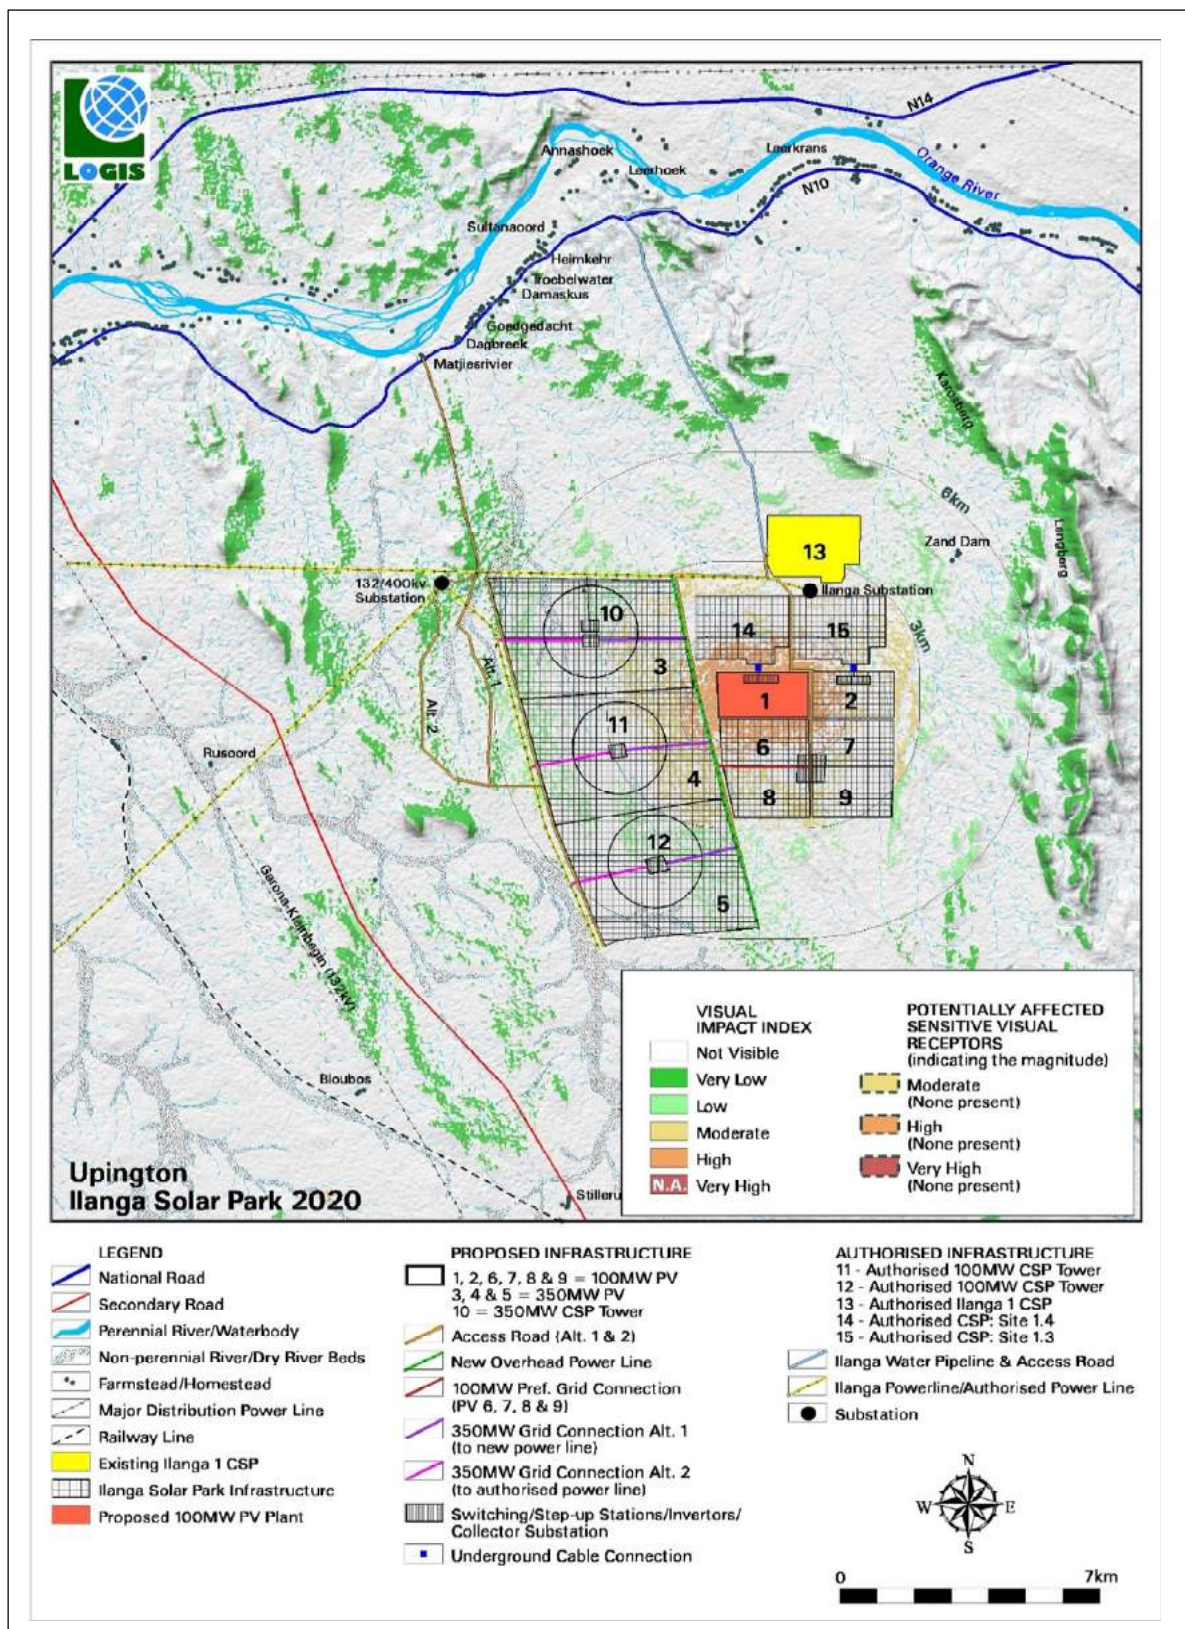 LOGIS
N14
Annashoek
Leerkrans
Leerhoek
Orange River
N10
Sultanaoord
Heimkehr
Troebelwater
Damaskus
Goedgedacht
Dagbreek
Matjiesrivier
Karosberg
6km
Langberg
13
Zand Dam
132/400kv
Substation
Ilanga Substation
10
14
15
3km
3
Alt. 1
1
2
Alt. 2
11
6
7
Rusoord
4
8
9
12
Garona-Kleinbegin (132kV)
5
Bloubos
Upington
Ilanga Solar Park 2020
VISUAL
IMPACT INDEX
Not Visible
Very Low
Low
Moderate
High
N.A. Very High
POTENTIALLY AFFECTED
SENSITIVE VISUAL
RECEPTORS
(indicating the magnitude)
Moderate
(None present)
High
(None present)
Very High
(None present)
LEGEND
National Road
Secondary Road
Perennial River/Waterbody
Non-perennial River/Dry River Beds
Farmstead/Homestead
Major Distribution Power Line
Railway Line
Existing Ilanga 1 CSP
Ilanga Solar Park Infrastructure
Proposed 100MW PV Plant
PROPOSED INFRASTRUCTURE
1, 2, 6, 7, 8 & 9 = 100MW PV
3, 4 & 5 = 350MW PV
10 = 350MW CSP Tower
Access Road (Alt. 1 & 2)
New Overhead Power Line
100MW Pref. Grid Connection
(PV 6, 7, 8 & 9)
350MW Grid Connection Alt. 1
(to new power line)
350MW Grid Connection Alt. 2
(to authorised power line)
Switching/Step-up Stations/Invertors/
Collector Substation
Underground Cable Connection
AUTHORISED INFRASTRUCTURE
11 - Authorised 100MW CSP Tower
12 - Authorised 100MW CSP Tower
13 - Authorised Ilanga 1 CSP
14 - Authorised CSP: Site 1.4
15 - Authorised CSP: Site 1.3
Ilanga Water Pipeline & Access Road
Ilanga Powerline/Authorised Power Line
Substation
N
W E
S
0 7km